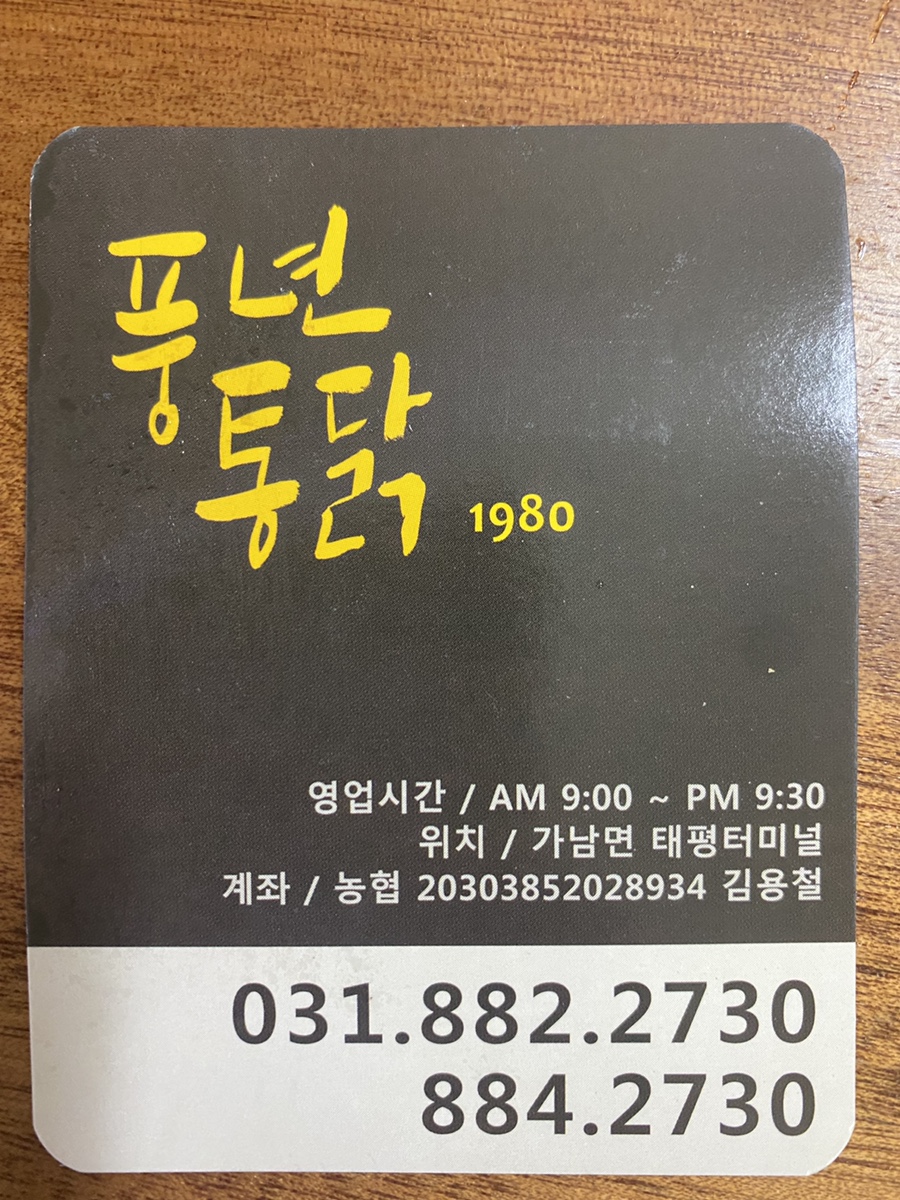 풍년
통닭 1980
영업시간 / AM 9:00 ~ PM 9:30
위치 / 가남면 태평터미널
계좌 / 농협 20303852028934 김용철
031.882.2730
884.2730